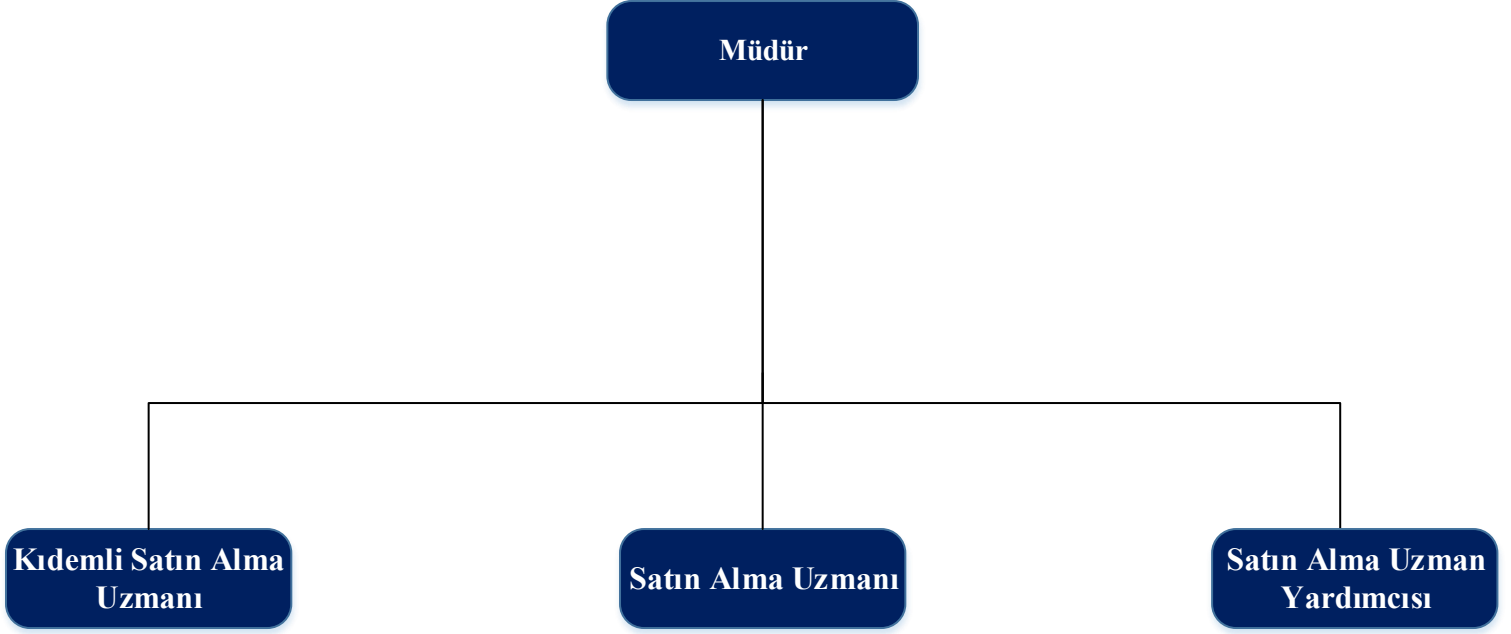 Müdür
Kıdemli Satın Alma
Uzmanı
Satın Alma Uzmanı
Satın Alma Uzman
Yardımcısı